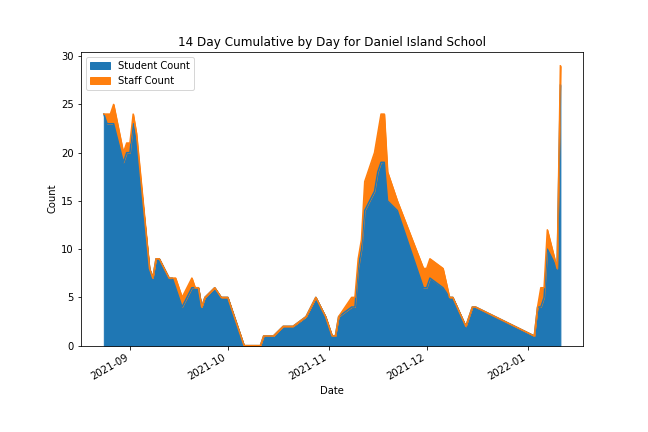 14 Day Cumulative by Day for Daniel Island School
Student Count
Staff Count
Count
30
25
20
15
10
5
0
2021-09
2021-10
2021-11
2021-12
2022-01
Date